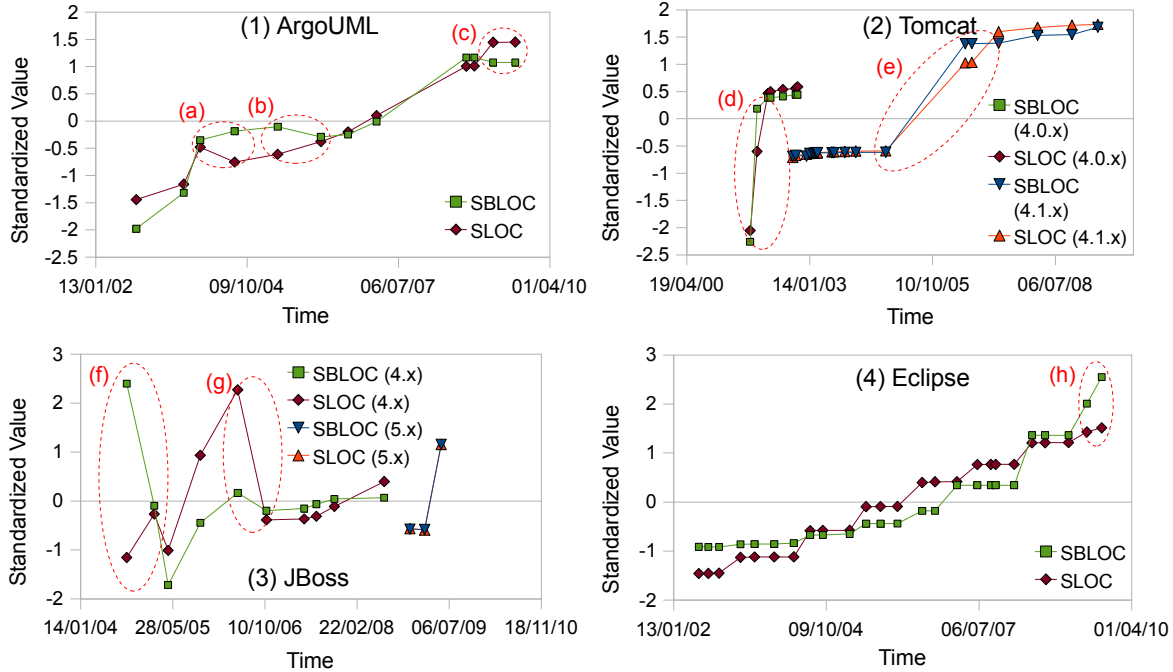 (1) ArgoUML
Standardized Value
1.5
1
0.5
0
-0.5
-1
-1.5
-2
-2.5
(a)
(b)
(c)
SBLOC
SLOC
13/01/02
09/10/04
06/07/07
01/04/10
Time
(2) Tomcat
Standardized Value
2
1.5
1
0.5
0
-0.5
-1
-1.5
-2
-2.5
(d)
(e)
SBLOC
(4.0.x)
SLOC (4.0.x)
SBLOC
(4.1.x)
SLOC (4.1.x)
19/04/00
14/01/03
10/10/05
06/07/08
Time
(3) JBoss
Standardized Value
3
2
1
0
-1
-2
(f)
(g)
SBLOC (4.x)
SLOC (4.x)
SBLOC (5.x)
SLOC (5.x)
14/01/04
28/05/05
10/10/06
22/02/08
06/07/09
18/11/10
Time
(4) Eclipse
Standardized Value
3
2
1
0
-1
-2
(h)
SBLOC
SLOC
13/01/02
09/10/04
06/07/07
01/04/10
Time